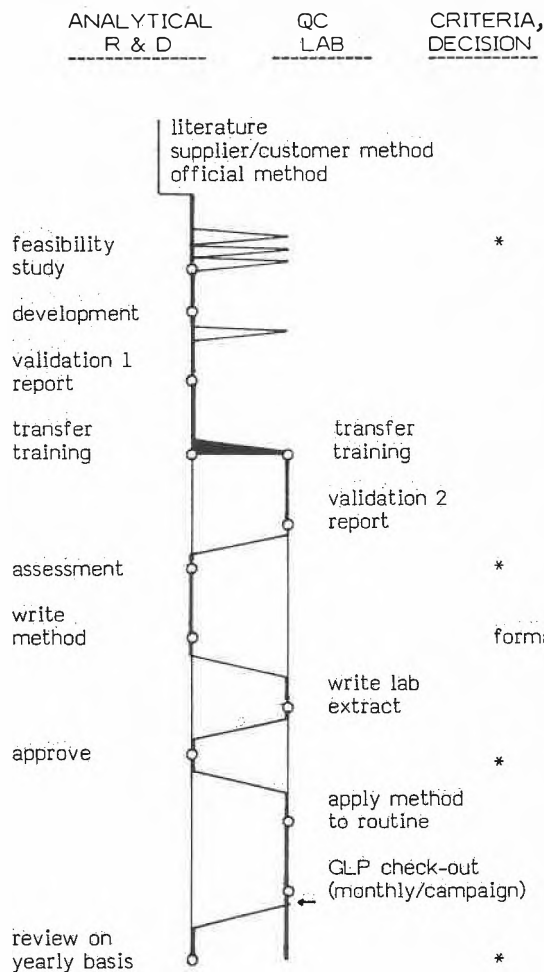 ANALYTICAL QC CRITERIA,
R & D LAB DECISION
literature
supplier/customer method
official method
feasibility *
study
development
validation 1
report
transfer transfer
training training
validation 2
report
assessment *
write
method forma
write lab
extract
approve *
apply method
to routine
GLP check-out
(monthly/campaign)
review on
yearly basis *